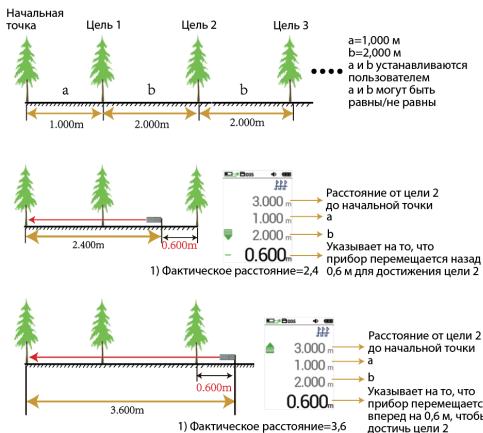 Начальная
точка
Цель 1
Цель 2
Цель 3
a
b
b
1.000m
2.000m
2.000m
a=1,000 м
b=2,000 м
a и b устанавливаются
пользователем
a и b могут быть
равны/не равны
2.400m
0.600m
3.000 m
1.000 m
2.000 m
0.600 m
Расстояние от цели 2
до начальной точки
a
b
Указывает на то, что
прибор перемещается назад
0,6 м для достижения цели 2
1) Фактическое расстояние=2,4
0.600m
3.600m
3.000 m
1.000 m
2.000 m
0.600 m
Расстояние от цели 2
до начальной точки
a
b
Указывает на то, что
прибор перемещаетс
вперед на 0,6 м, чтобы
достичь цели 2
1) Фактическое расстояние=3,6